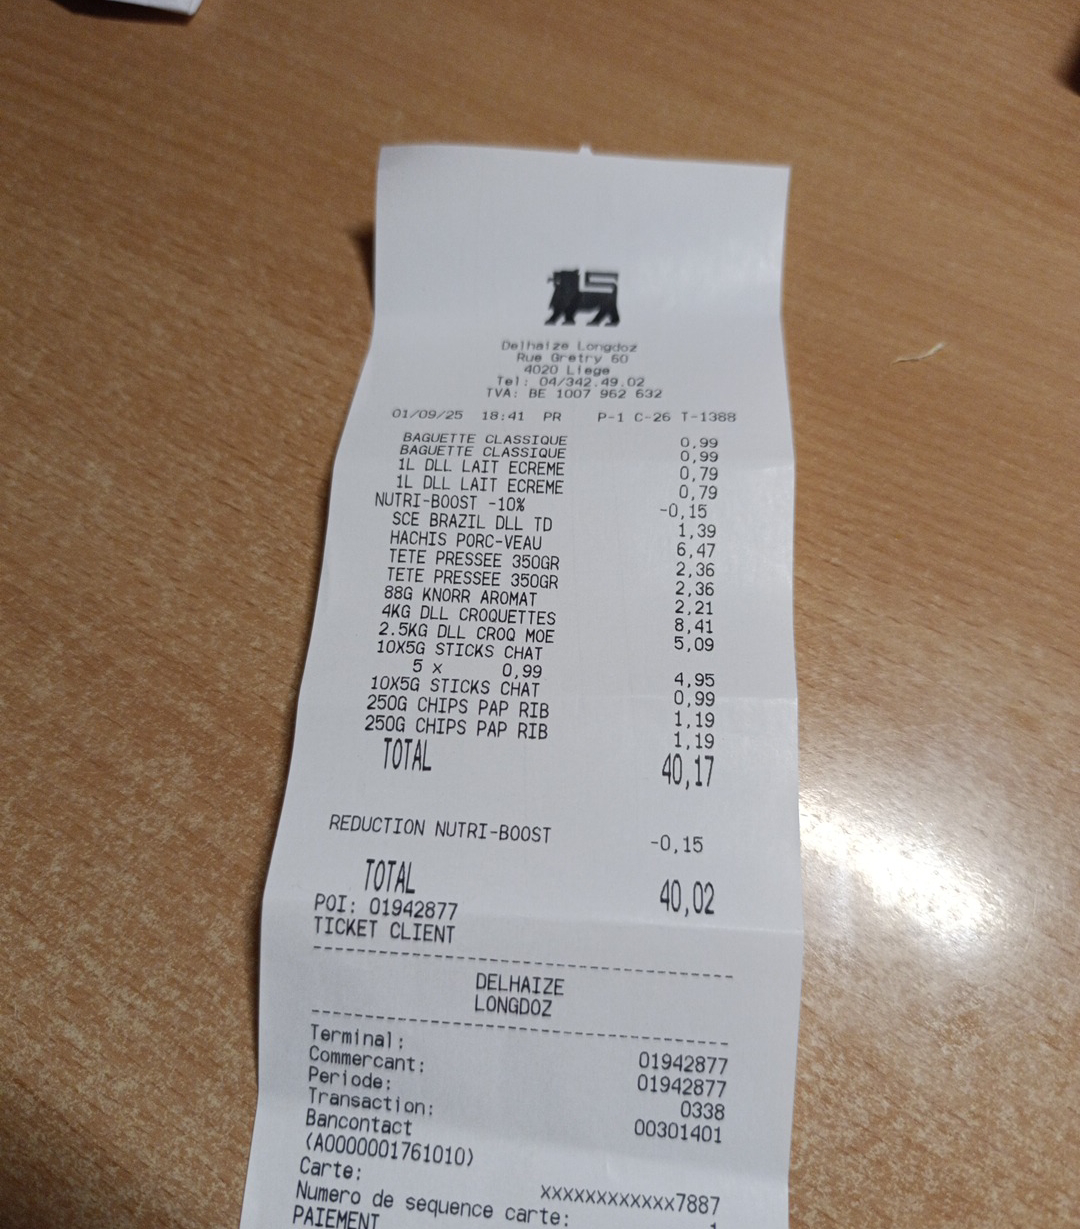 Delhaize Longdoz
Rue Gretry 60
4020 Liege
Tel: 04/342.49.02
TVA: BE 1007 962 632
01/09/25 18:41 PR P-1 C-26 T-1388
BAGUETTE CLASSIQUE 0,99
BAGUETTE CLASSIQUE 0,99
1L DLL LAIT ECREME 0,79
1L DLL LAIT ECREME 0,79
NUTRI-BOOST -10% -0,15
SCE BRAZIL DLL TD 1,39
HACHIS PORC-VEAU 6,47
TETE PRESSEE 350GR 2,36
TETE PRESSEE 350GR 2,36
88G KNORR AROMAT 2,21
4KG DLL CROQUETTES 8,41
2.5KG DLL CROQ MOE 5,09
10X5G STICKS CHAT
5 x 0,99 4,95
10X5G STICKS CHAT 0,99
250G CHIPS PAP RIB 1,19
250G CHIPS PAP RIB 1,19
TOTAL 40,17
REDUCTION NUTRI-BOOST -0,15
TOTAL 40,02
POI: 01942877
TICKET CLIENT
DELHAIZE
LONGDOZ
Terminal: 01942877
Commercant: 01942877
Periode: 0338
Transaction: 00301401
Bancontact
(A0000001761010)
Carte: xxxxxxxxxxxx7887
Numero de sequence carte: 1
PAIEMENT